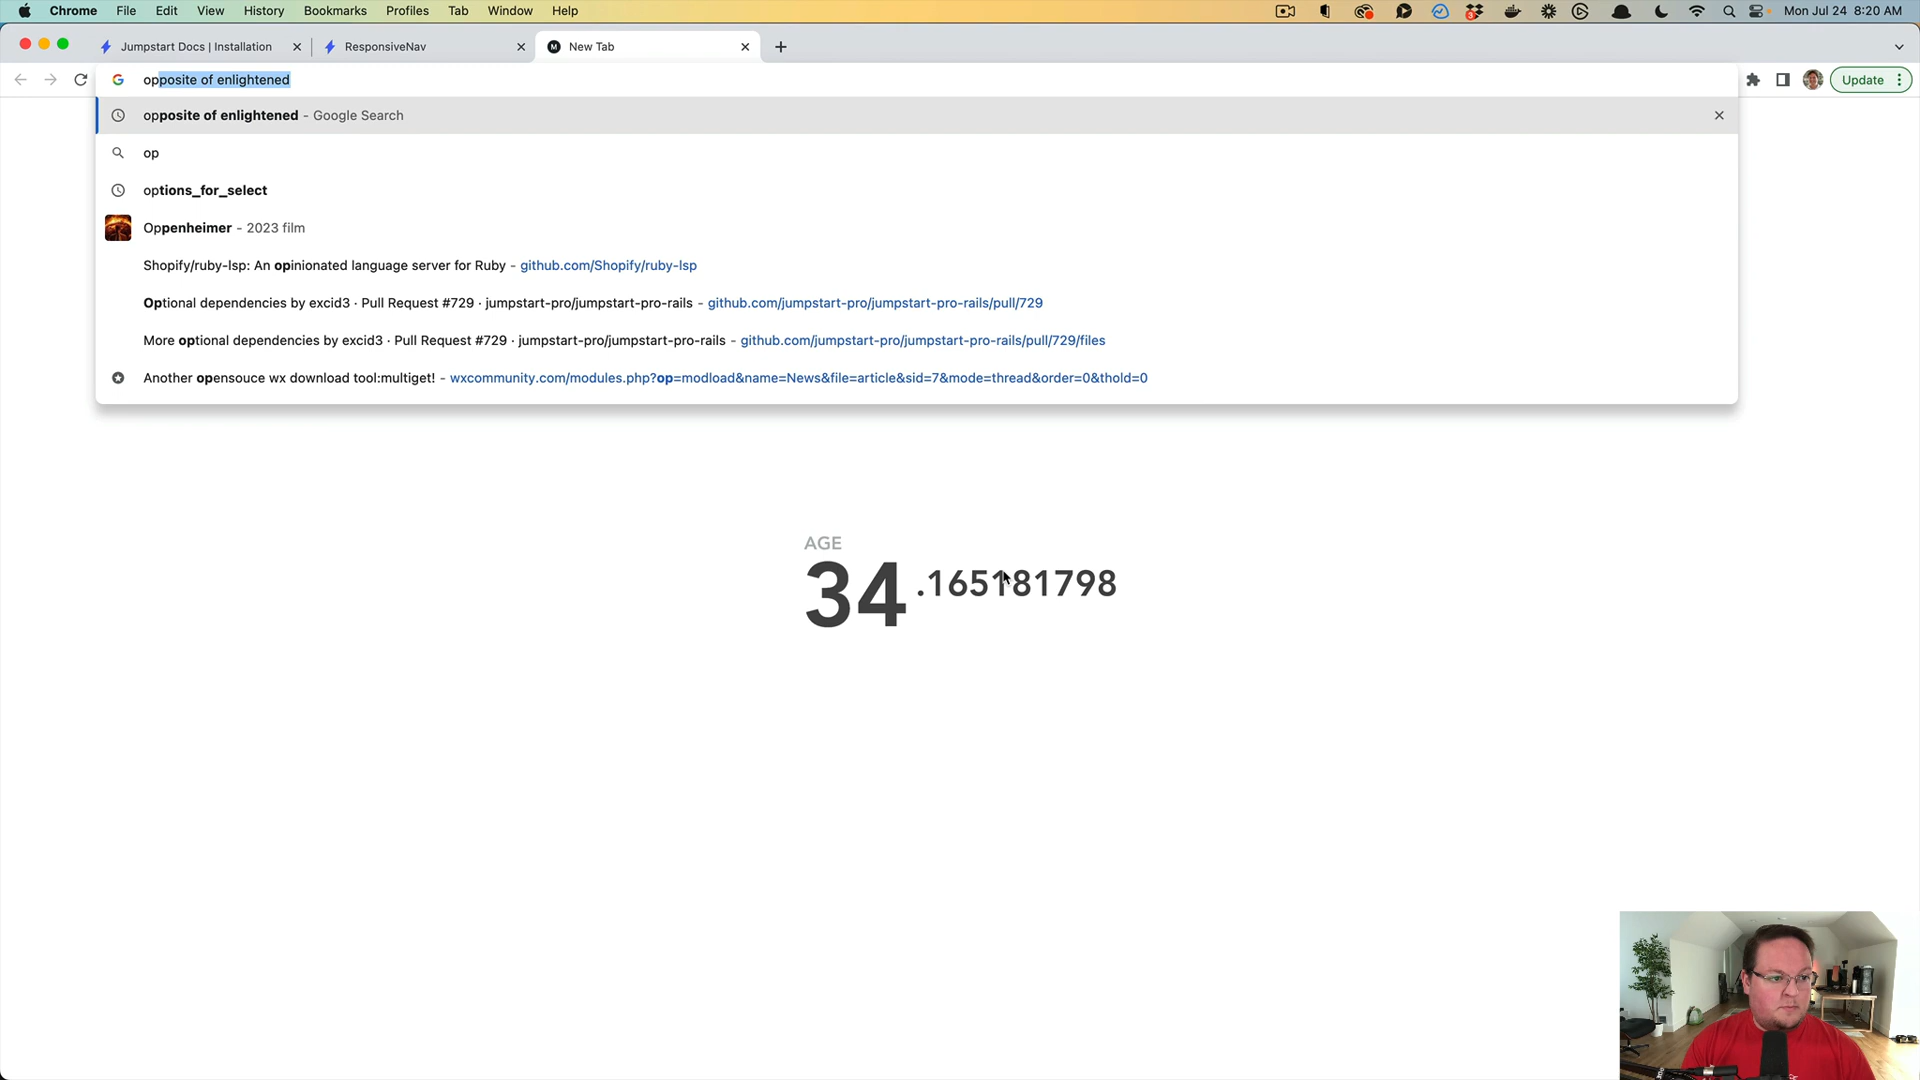 Chrome File Edit View History Bookmarks Profiles Tab Window Help Mon Jul 24 8:20 AM
Jumpstart Docs | Installation ResponsiveNav New Tab
opposite of enlightened Update
opposite of enlightened - Google Search
op
options_for_select
Oppenheimer - 2023 film
Shopify/ruby-lsp: An opinionated language server for Ruby - github.com/Shopify/ruby-lsp
Optional dependencies by excid3 · Pull Request #729 · jumpstart-pro/jumpstart-pro-rails - github.com/jumpstart-pro/jumpstart-pro-rails/pull/729
More optional dependencies by excid3 · Pull Request #729 · jumpstart-pro/jumpstart-pro-rails - github.com/jumpstart-pro/jumpstart-pro-rails/pull/729/files
Another opensouce wx download tool:multiget! - wxcommunity.com/modules.php?op=modload&name=News&file=article&sid=7&mode=thread&order=0&thold=0
AGE
34.165181798